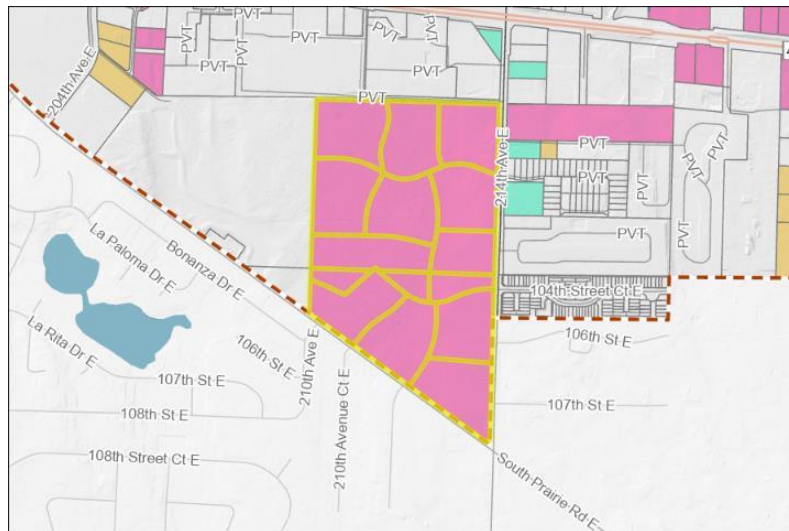 PVT
PVT
PVT
PVT
PVT
PVT
PVT
204th Ave E
PVT
214th Ave E
PVT
PVT
PVT
PVT
PVT
La Paloma Dr E
Bonanza Dr E
104th Street Ct E
La Rita Dr E
106th St E
210th Ave E
106th St E
107th St E
210th Avenue Ct E
107th St E
108th St E
108th Street Ct E
South Prairie Rd E